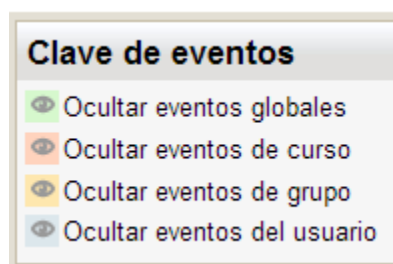 Clave de eventos
Ocultar eventos globales
Ocultar eventos de curso
Ocultar eventos de grupo
Ocultar eventos del usuario